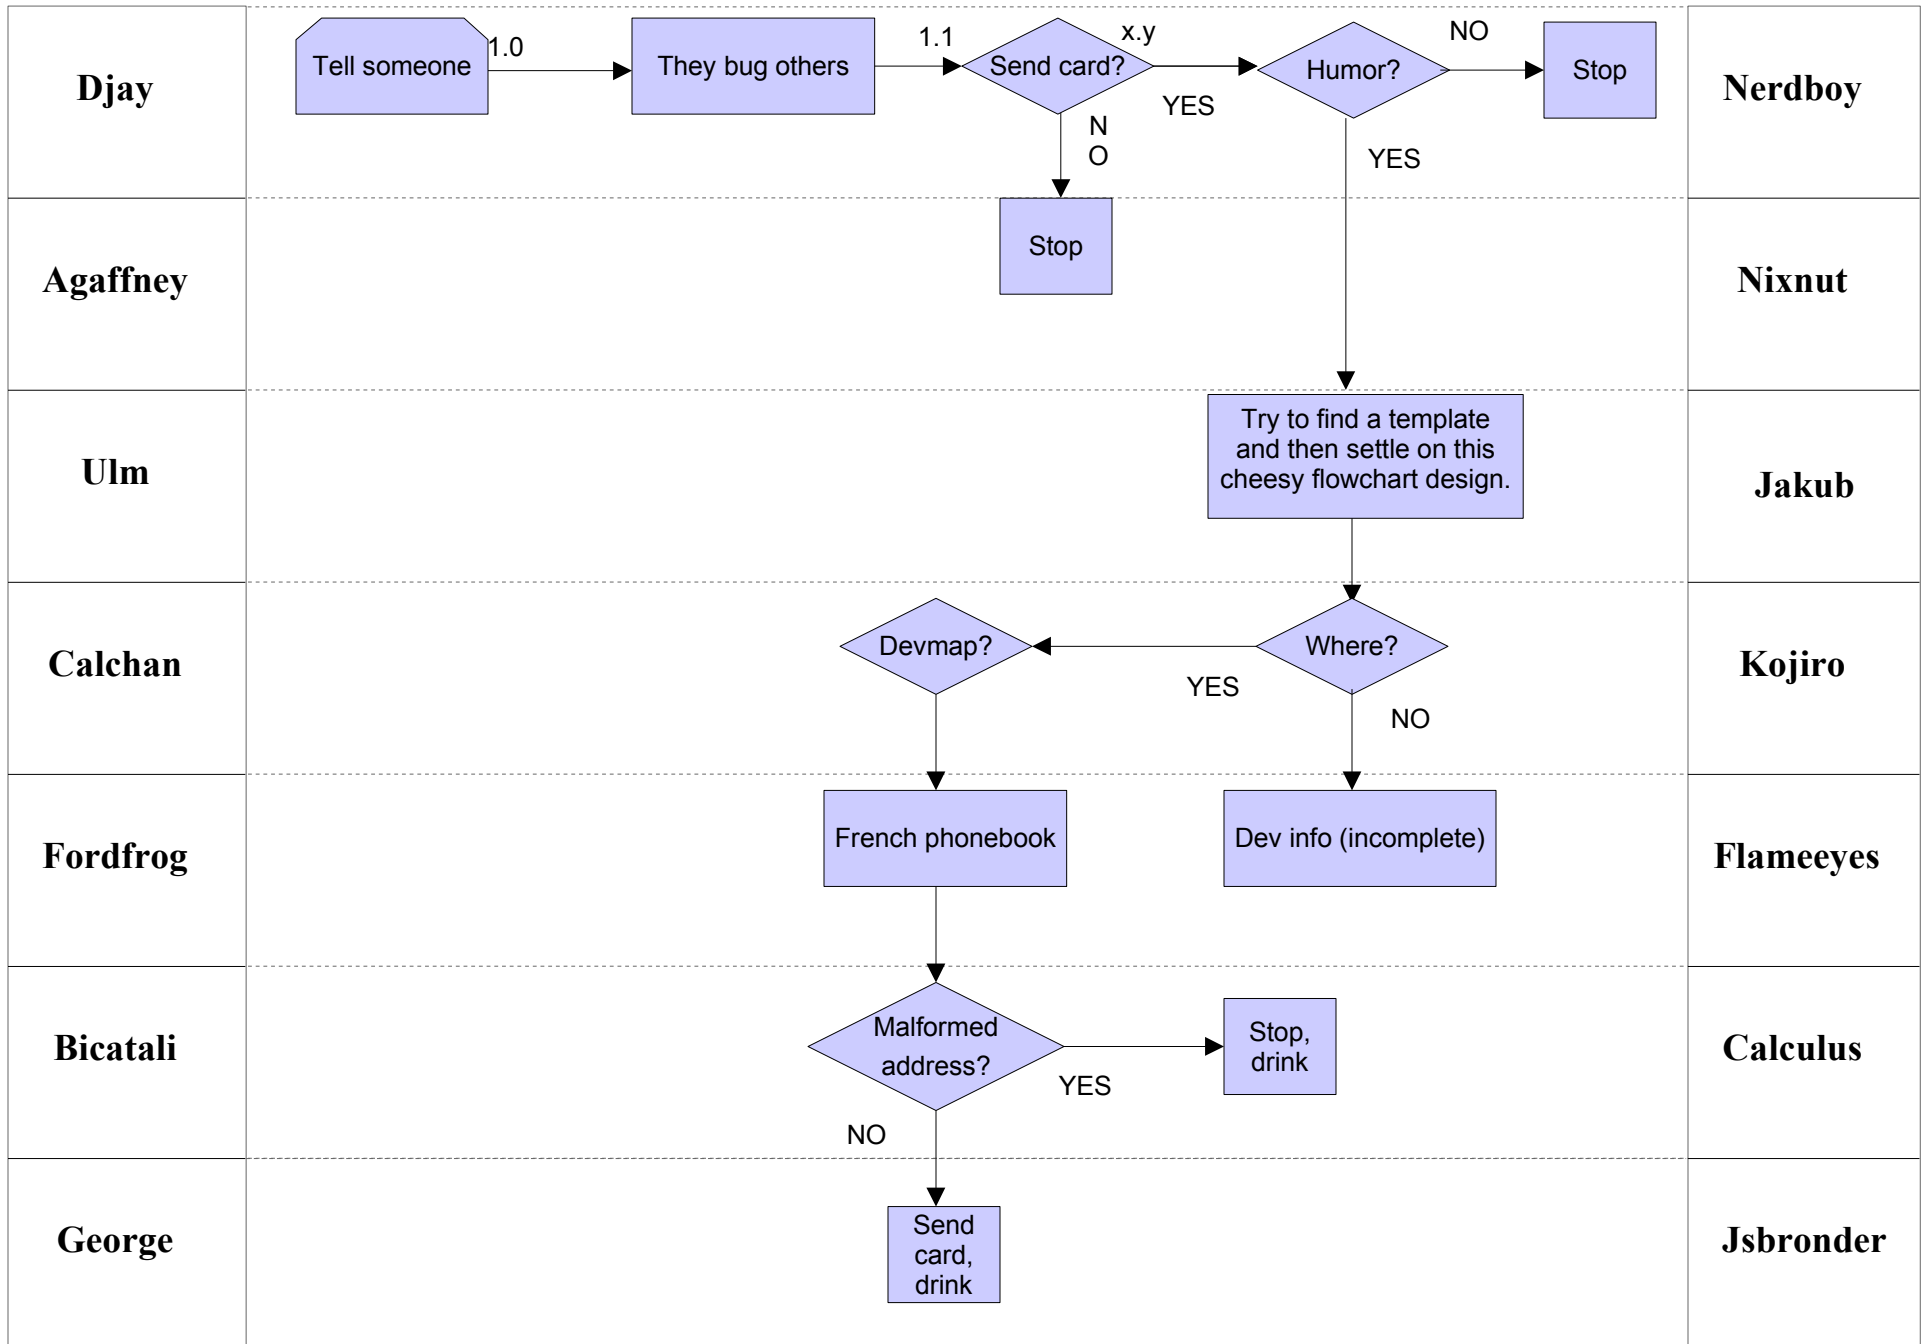 Djay
Tell someone
1.0
They bug others
1.1
Send card?
x.y
YES
N
O
Humor?
NO
YES
Stop
Nerdboy
Agaffney
Stop
Nixnut
Ulm
Try to find a template
and then settle on this
cheesy flowchart design.
Jakub
Calchan
Devmap?
YES
Where?
NO
Kojiro
Fordfrog
French phonebook
Dev info (incomplete)
Flameeyes
Bicatali
Malformed
address?
YES
NO
Stop,
drink
Calculus
George
Send
card,
drink
Jsbronder